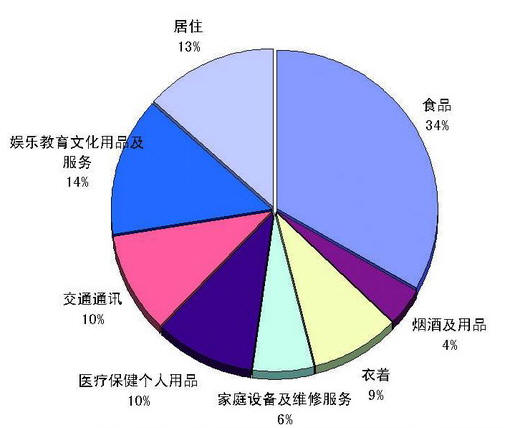 居住
13%
食品
34%
娱乐教育文化用品及
服务
14%
交通通讯
10%
烟酒及用品
4%
医疗保健个人用品
10%
家庭设备及维修服务
6%
衣着
9%